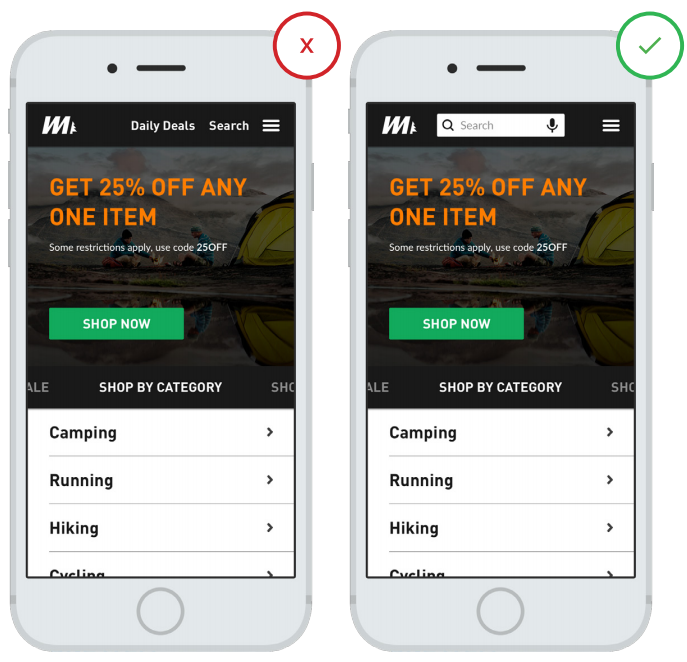 X
Daily Deals Search
GET 25% OFF ANY
ONE ITEM
Some restrictions apply, use code 25OFF
SHOP NOW
ALE SHOP BY CATEGORY SHO
Camping
Running
Hiking
Cycling
Search
GET 25% OFF ANY
ONE ITEM
Some restrictions apply, use code 25OFF
SHOP NOW
ALE SHOP BY CATEGORY SHO
Camping
Running
Hiking
Cycling